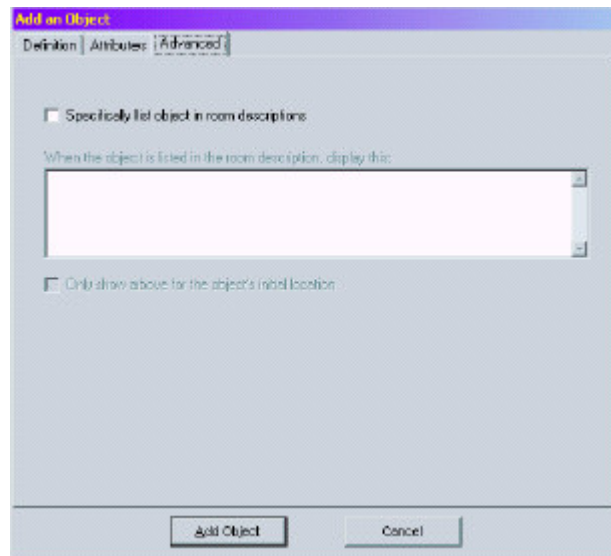 Add an Object
Definition Attributes Advanced
Specifically list object in room descriptions
When the object is listed in the room description, display this:
Only show above for the object's initial location
Add Object Cancel